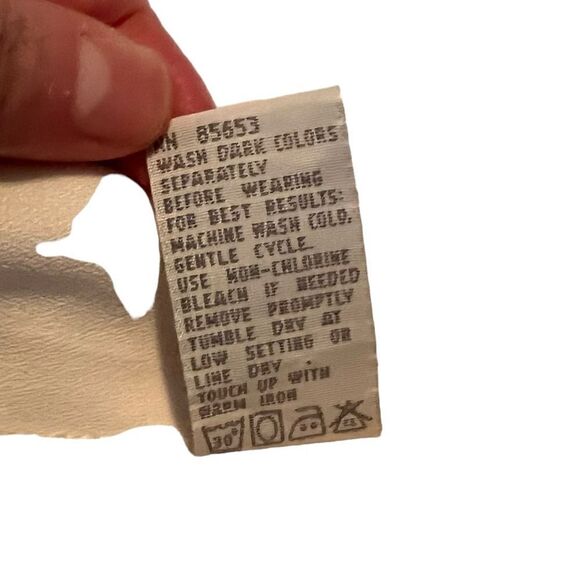 RN 85653
WASH DARK COLORS
SEPARATELY
BEFORE WEARING
FOR BEST RESULTS:
MACHINE WASH COLD.
GENTLE CYCLE.
USE NON-CHLORINE
BLEACH IF NEEDED
REMOVE PROMPTLY
TUMBLE DRY AT
LOW SETTING OR
LINE DRY.
TOUCH UP WITH
WARM IRON
30°